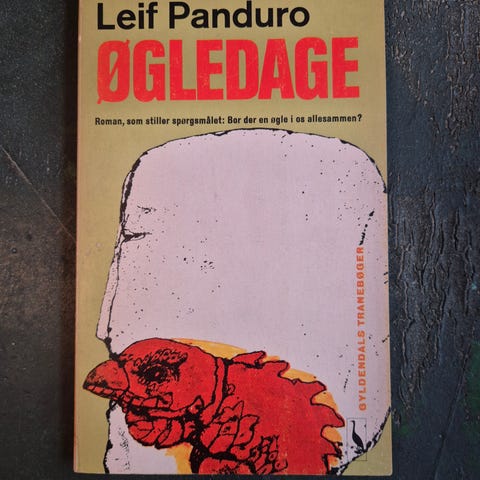 Leif Panduro
ØGLEDAGE
Roman, som stiller spørgsmålet: Bor der en øgle i os allesammen?
GYLDENDALS TRANEBØGER